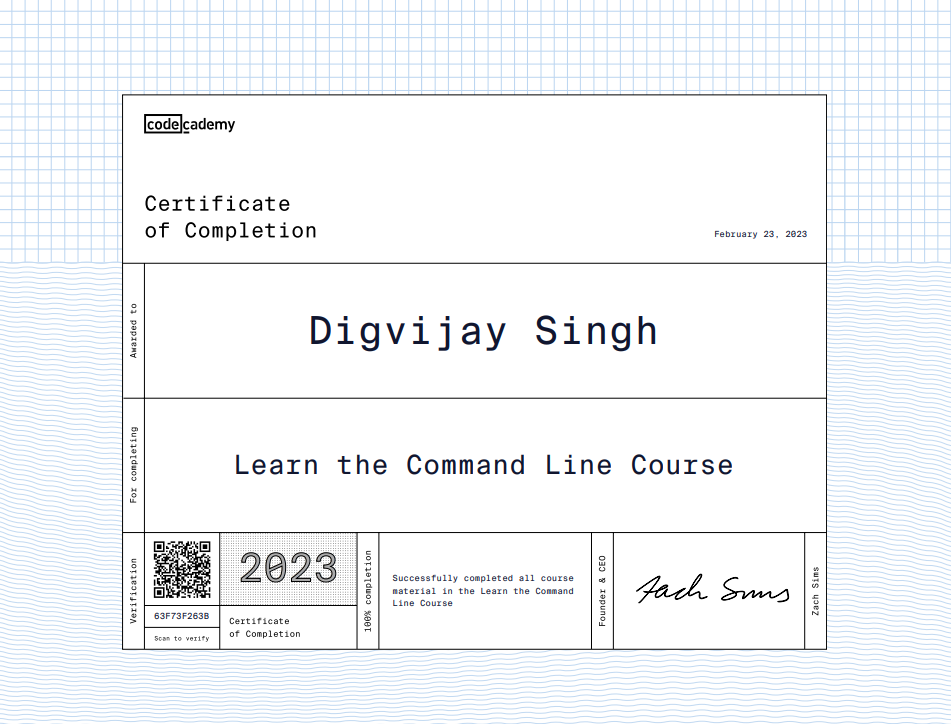 codecademy
Certificate
of Completion
February 23, 2023
Awarded to
Digvijay Singh
For completing
Learn the Command Line Course
Verification
63F73F263B
Scan to verify
2023
Certificate
of Completion
100% completion
Successfully completed all course
material in the Learn the Command
Line Course
Founder & CEO
Zach Sims
Zach Sims